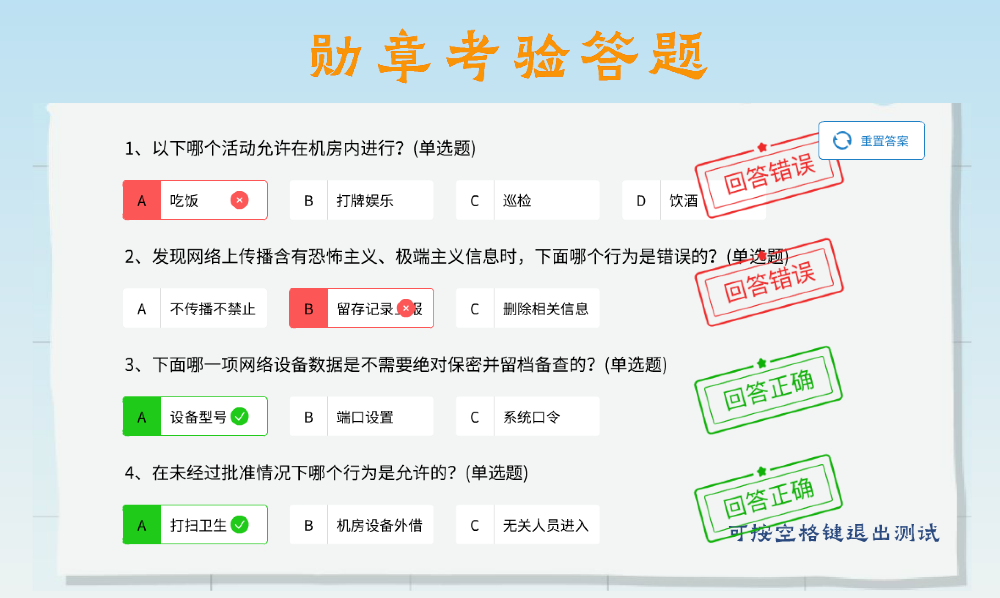 勋章考验答题
重置答案
1、以下哪个活动允许在机房内进行？(单选题)
回答错误
A 吃饭 B 打牌娱乐 C 巡检 D 饮酒
2、发现网络上传播含有恐怖主义、极端主义信息时，下面哪个行为是错误的？(单选题)
回答错误
A 不传播不禁止 B 留存记录上报 C 删除相关信息
3、下面哪一项网络设备数据是不需要绝对保密并留档备查的？(单选题)
回答正确
A 设备型号 B 端口设置 C 系统口令
4、在未经过批准情况下哪个行为是允许的？(单选题)
回答正确
A 打扫卫生 B 机房设备外借 C 无关人员进入
可按空格键退出测试